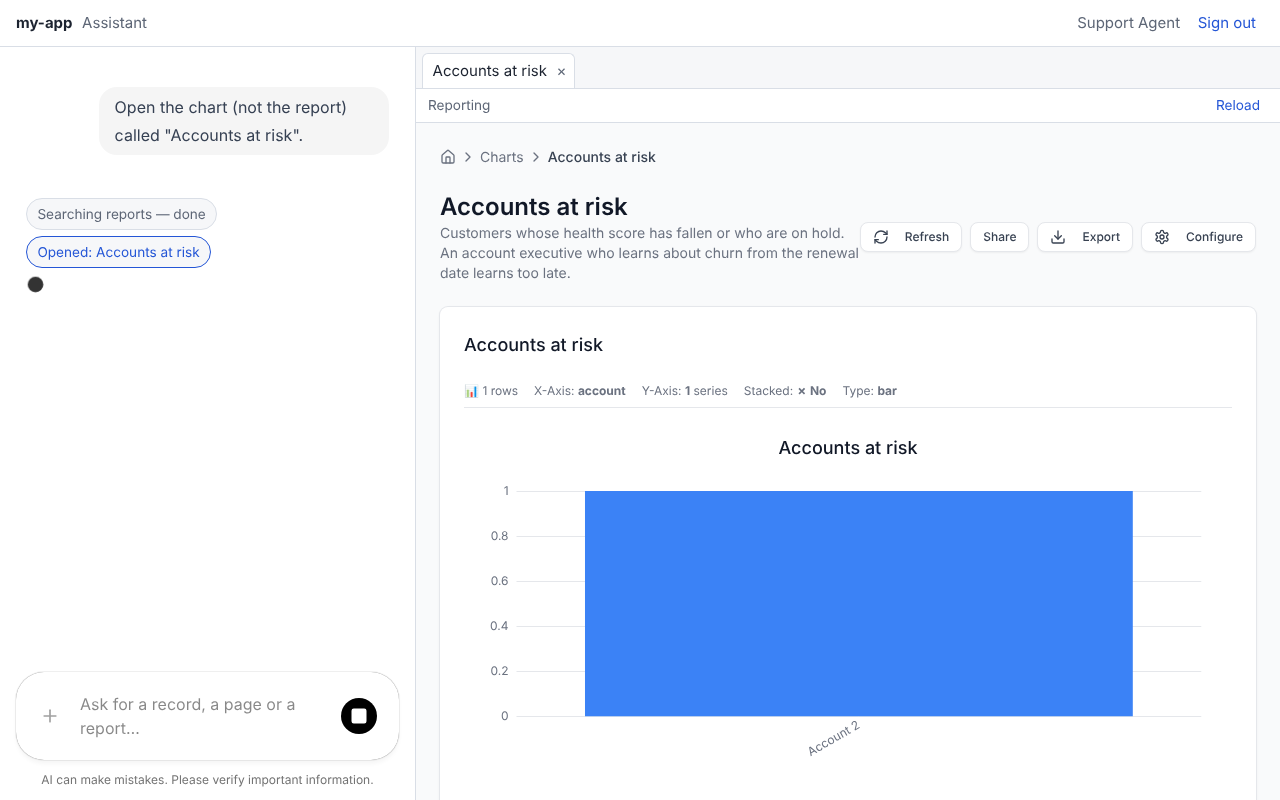 my-app Assistant
Support Agent Sign out
Open the chart (not the report)
called "Accounts at risk".
Searching reports — done
Opened: Accounts at risk
Ask for a record, a page or a
report...
AI can make mistakes. Please verify important information.
Accounts at risk ×
Reporting
Reload
Charts
Accounts at risk
Accounts at risk
Customers whose health score has fallen or who are on hold.
An account executive who learns about churn from the renewal
date learns too late.
Refresh
Share
Export
Configure
Accounts at risk
📊 1 rows X-Axis: account Y-Axis: 1 series Stacked: × No Type: bar
Accounts at risk
1
0.8
0.6
0.4
0.2
0
Account 2